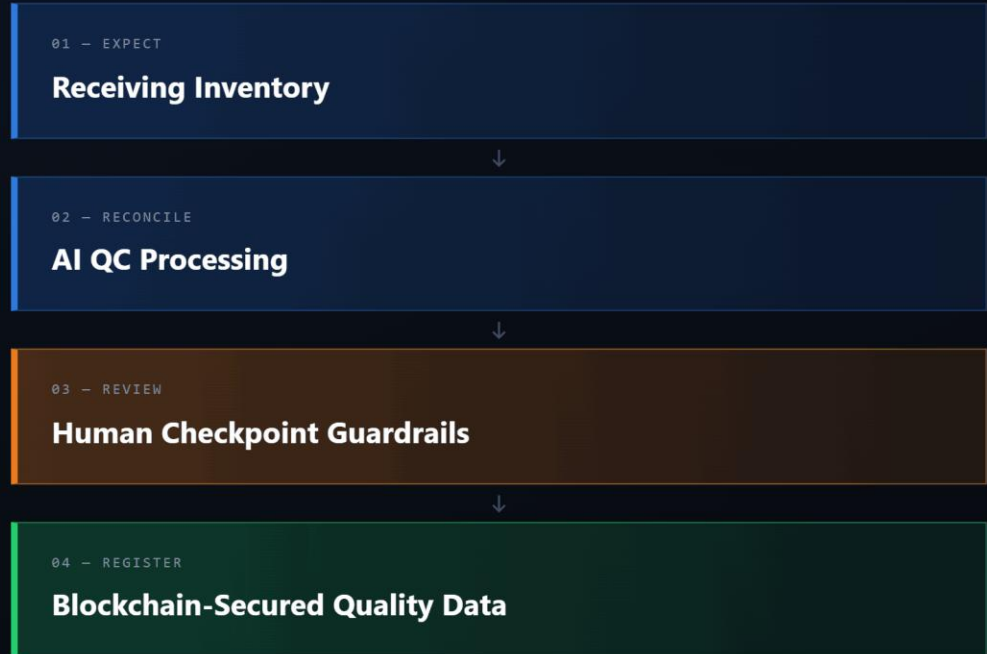 01 — EXPECT
Receiving Inventory
↓
02 — RECONCILE
AI QC Processing
↓
03 — REVIEW
Human Checkpoint Guardrails
↓
04 — REGISTER
Blockchain-Secured Quality Data